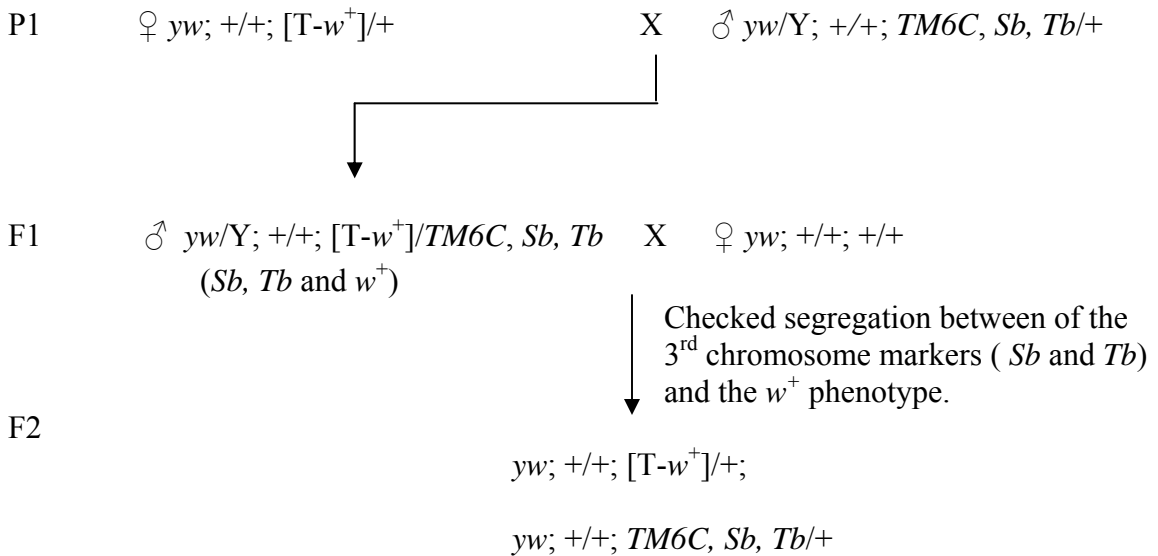 P1 ♀ yw; +/+; [T-w⁺]/+ X ♂ yw/Y; +/+; TM6C, Sb, Tb/+
F1 ♂ yw/Y; +/+; [T-w⁺]/TM6C, Sb, Tb X ♀ yw; +/+; +/+
(Sb, Tb and w⁺)
Checked segregation between of the
3ʳᵈ chromosome markers ( Sb and Tb)
and the w⁺ phenotype.
F2
yw; +/+; [T-w⁺]/+;
yw; +/+; TM6C, Sb, Tb/+